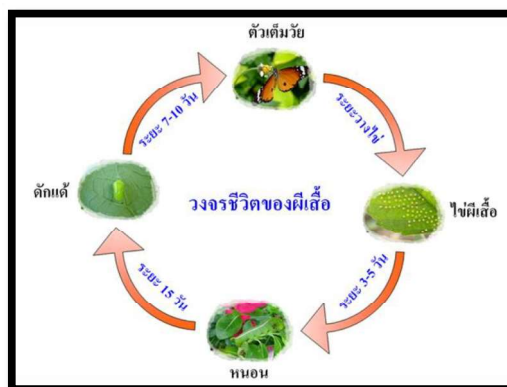 ตัวเต็มวัย
ระยะวางไข่
ไข่ผีเสื้อ
ระยะ 3-5 วัน
หนอน
ระยะ 15 วัน
ดักแด้
ระยะ 7-10 วัน
วงจรชีวิตของผีเสื้อ